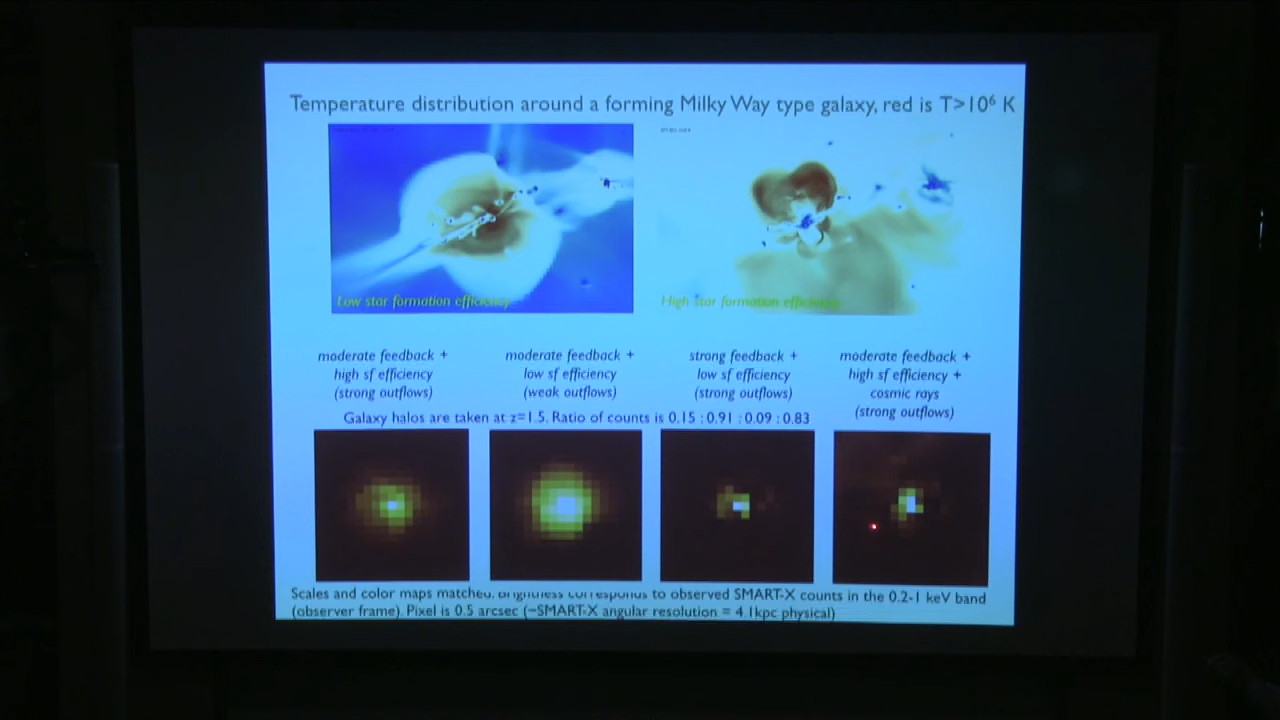 Temperature distribution around a forming Milky Way type galaxy, red is T>10⁶ K
Low star formation efficiency
High star formation efficiency
moderate feedback +
high sf efficiency
(strong outflows)
moderate feedback +
low sf efficiency
(weak outflows)
strong feedback +
low sf efficiency
(strong outflows)
moderate feedback +
high sf efficiency +
cosmic rays
(strong outflows)
Galaxy halos are taken at z=1.5. Ratio of counts is 0.15 : 0.91 : 0.09 : 0.83
Scales and color maps matched. Brightness corresponds to observed SMART-X counts in the 0.2-1 keV band
(observer frame). Pixel is 0.5 arcsec (~SMART-X angular resolution = 4.1kpc physical)